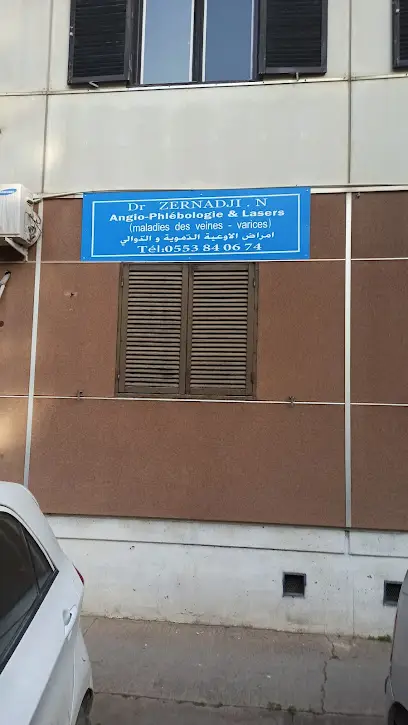 Dr ZERNADJI . N
Angio-Phlébologie & Lasers
(maladies des veines - varices)
امراض الاوعية الدموية و الدوالي
Tél:0553 84 06 74